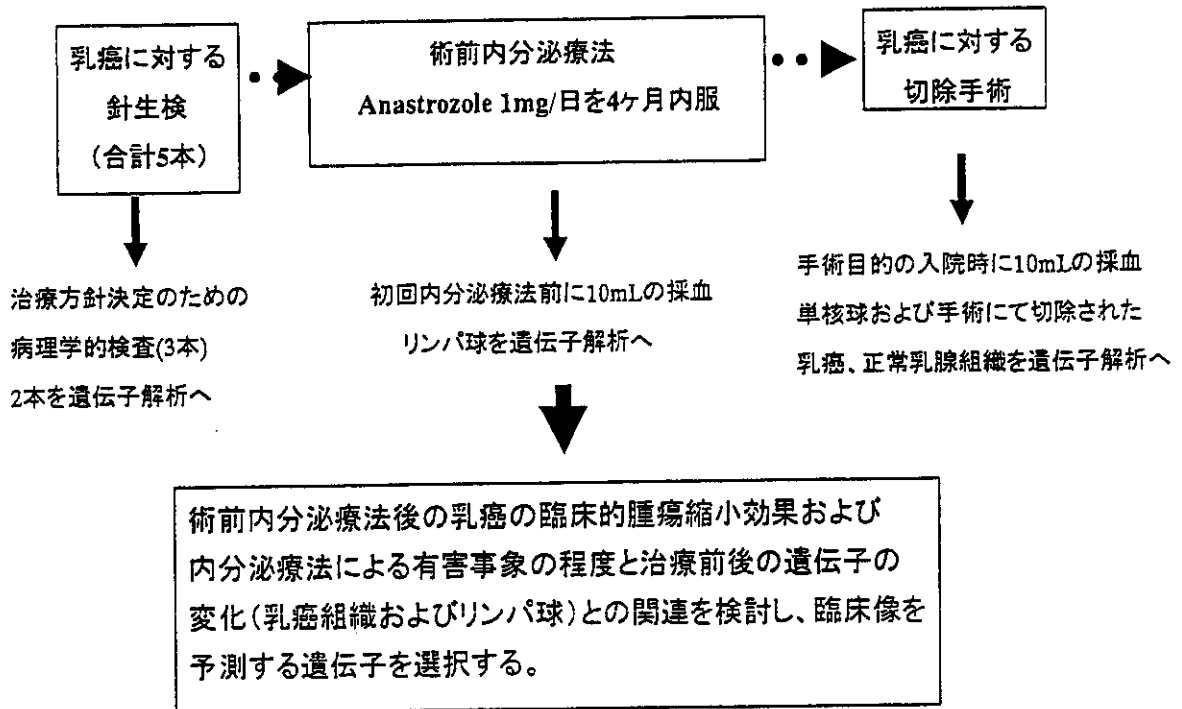 乳癌に対する
針生検
（合計5本）
術前内分泌療法
Anastrozole 1mg/日を4ヶ月内服
乳癌に対する
切除手術
治療方針決定のための
病理学的検査(3本)
2本を遺伝子解析へ
初回内分泌療法前に10mLの採血
リンパ球を遺伝子解析へ
手術目的の入院時に10mLの採血
単核球および手術にて切除された
乳癌、正常乳腺組織を遺伝子解析へ
術前内分泌療法後の乳癌の臨床的腫瘍縮小効果および
内分泌療法による有害事象の程度と治療前後の遺伝子の
変化（乳癌組織およびリンパ球）との関連を検討し、臨床像を
予測する遺伝子を選択する。